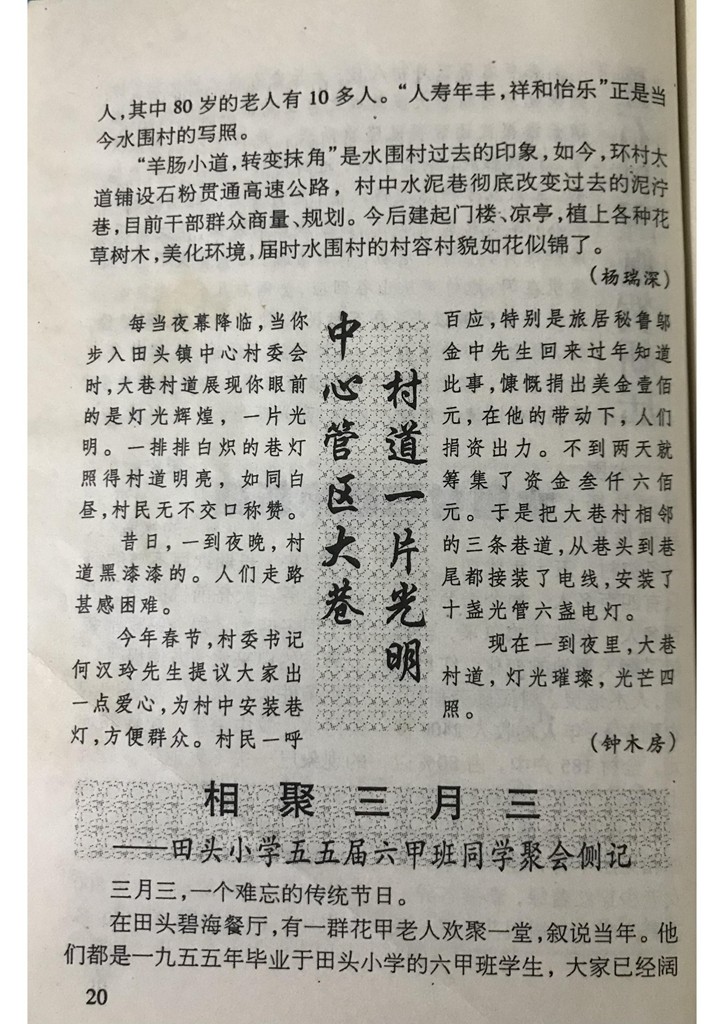 人,其中 80 岁的老人有 10 多人。“人寿年丰,祥和怡乐”正是当
今水围村的写照。
“羊肠小道,转变抹角”是水围村过去的印象,如今,环村大
道铺设石粉贯通高速公路，村中水泥巷彻底改变过去的泥泞
巷,目前干部群众商量、规划。今后建起门楼、凉亭,植上各种花
草树木,美化环境,届时水围村的村容村貌如花似锦了。
(杨瑞深)
中心管区大巷
村道一片光明
每当夜幕降临,当你
步入田头镇中心村委会
时,大巷村道展现你眼前
的是灯光辉煌，一片光
明。一排排白炽的巷灯
照得村道明亮，如同白
昼,村民无不交口称赞。
昔日，一到夜晚，村
道黑漆漆的。人们走路
甚感困难。
今年春节,村委书记
何汉玲先生提议大家出
一点爱心,为村中安装巷
灯,方便群众。村民一呼
百应,特别是旅居秘鲁邬
金中先生回来过年知道
此事,慷慨捐出美金壹佰
元，在他的带动下，人们
捐资出力。不到两天就
筹集了资金叁仟六佰
元。于是把大巷村相邻
的三条巷道,从巷头到巷
尾都接装了电线,安装了
十盏光管六盏电灯。
现在一到夜里,大巷
村道，灯光璀璨，光芒四
照。
(钟木房)
相聚三月三
——田头小学五五届六甲班同学聚会侧记
三月三,一个难忘的传统节日。
在田头碧海餐厅,有一群花甲老人欢聚一堂,叙说当年。他
们都是一九五五年毕业于田头小学的六甲班学生，大家已经阔
20